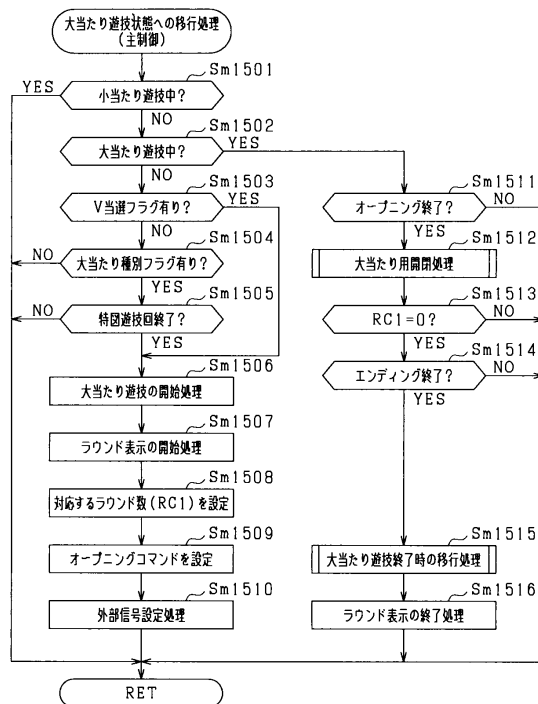 大当たり遊技状態への移行処理
(主制御)
Sm1501
YES
小当たり遊技中?
NO
Sm1502
大当たり遊技中?
YES
NO
Sm1503
V当選フラグ有り?
YES
NO
Sm1504
NO
大当たり種別フラグ有り?
YES
Sm1505
NO
特図遊技回終了?
YES
Sm1506
大当たり遊技の開始処理
Sm1507
ラウンド表示の開始処理
Sm1508
対応するラウンド数(RC1)を設定
Sm1509
オープニングコマンドを設定
Sm1510
外部信号設定処理
RET
Sm1511
オープニング終了?
NO
YES
Sm1512
大当たり用開閉処理
Sm1513
RC1=0?
NO
YES
Sm1514
エンディング終了?
NO
YES
Sm1515
大当たり遊技終了時の移行処理
Sm1516
ラウンド表示の終了処理